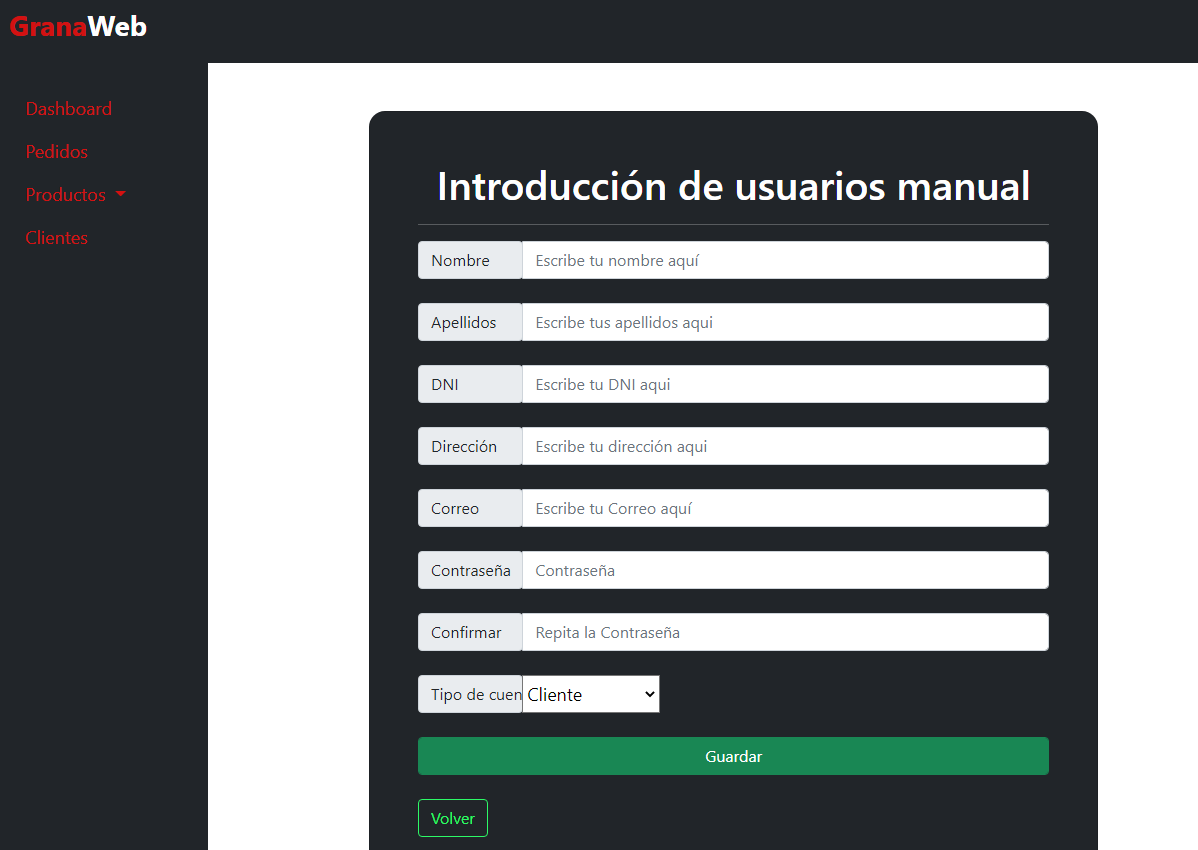 GranaWeb
Dashboard
Pedidos
Productos
Clientes
Introducción de usuarios manual
Nombre Escribe tu nombre aquí
Apellidos Escribe tus apellidos aqui
DNI Escribe tu DNI aqui
Dirección Escribe tu dirección aqui
Correo Escribe tu Correo aquí
Contraseña Contraseña
Confirmar Repita la Contraseña
Tipo de cuen Cliente
Guardar
Volver